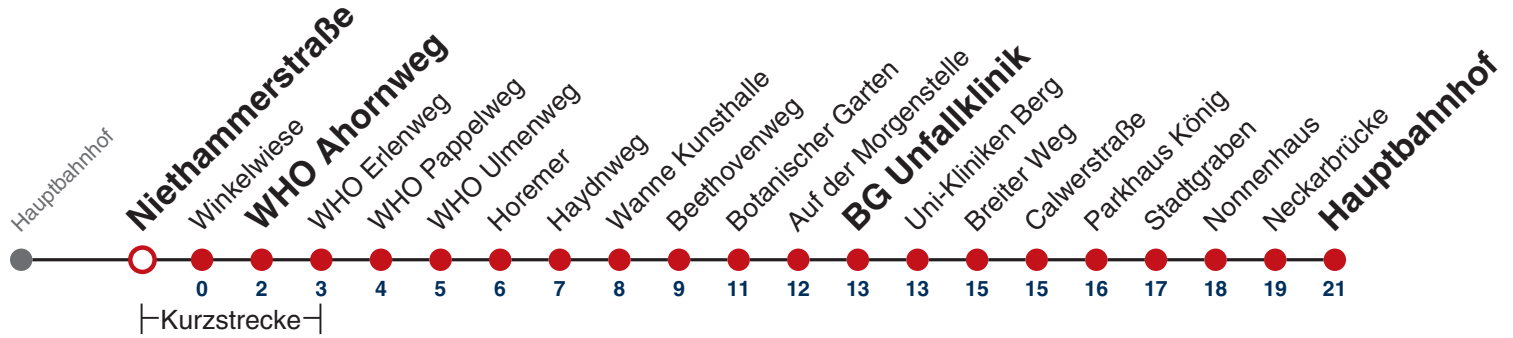 Hauptbahnhof
Niethammerstraße
Winkelwiese
WHO Ahornweg
WHO Erlenweg
WHO Pappelweg
WHO Ulmenweg
Horemer
Haydnweg
Wanne Kunsthalle
Beethovenweg
Botanischer Garten
Auf der Morgenstelle
BG Unfallklinik
Uni-Kliniken Berg
Breiter Weg
Calwerstraße
Parkhaus König
Stadtgraben
Nonnenhaus
Neckarbrücke
Hauptbahnhof
0 2 3 4 5 6 7 8 9 11 12 13 13 15 15 16 17 18 19 21
Kurzstrecke